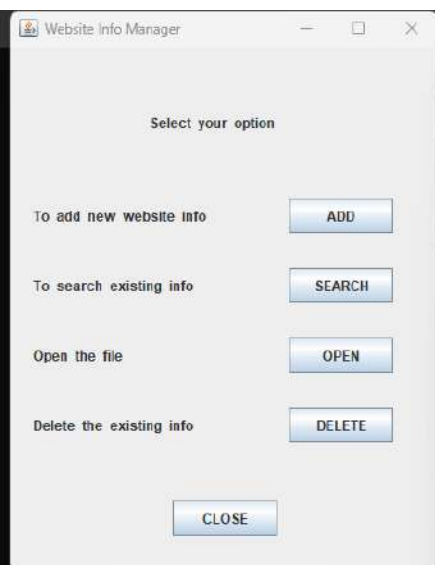 Website Info Manager
Select your option
To add new website info ADD
To search existing info SEARCH
Open the file OPEN
Delete the existing info DELETE
CLOSE